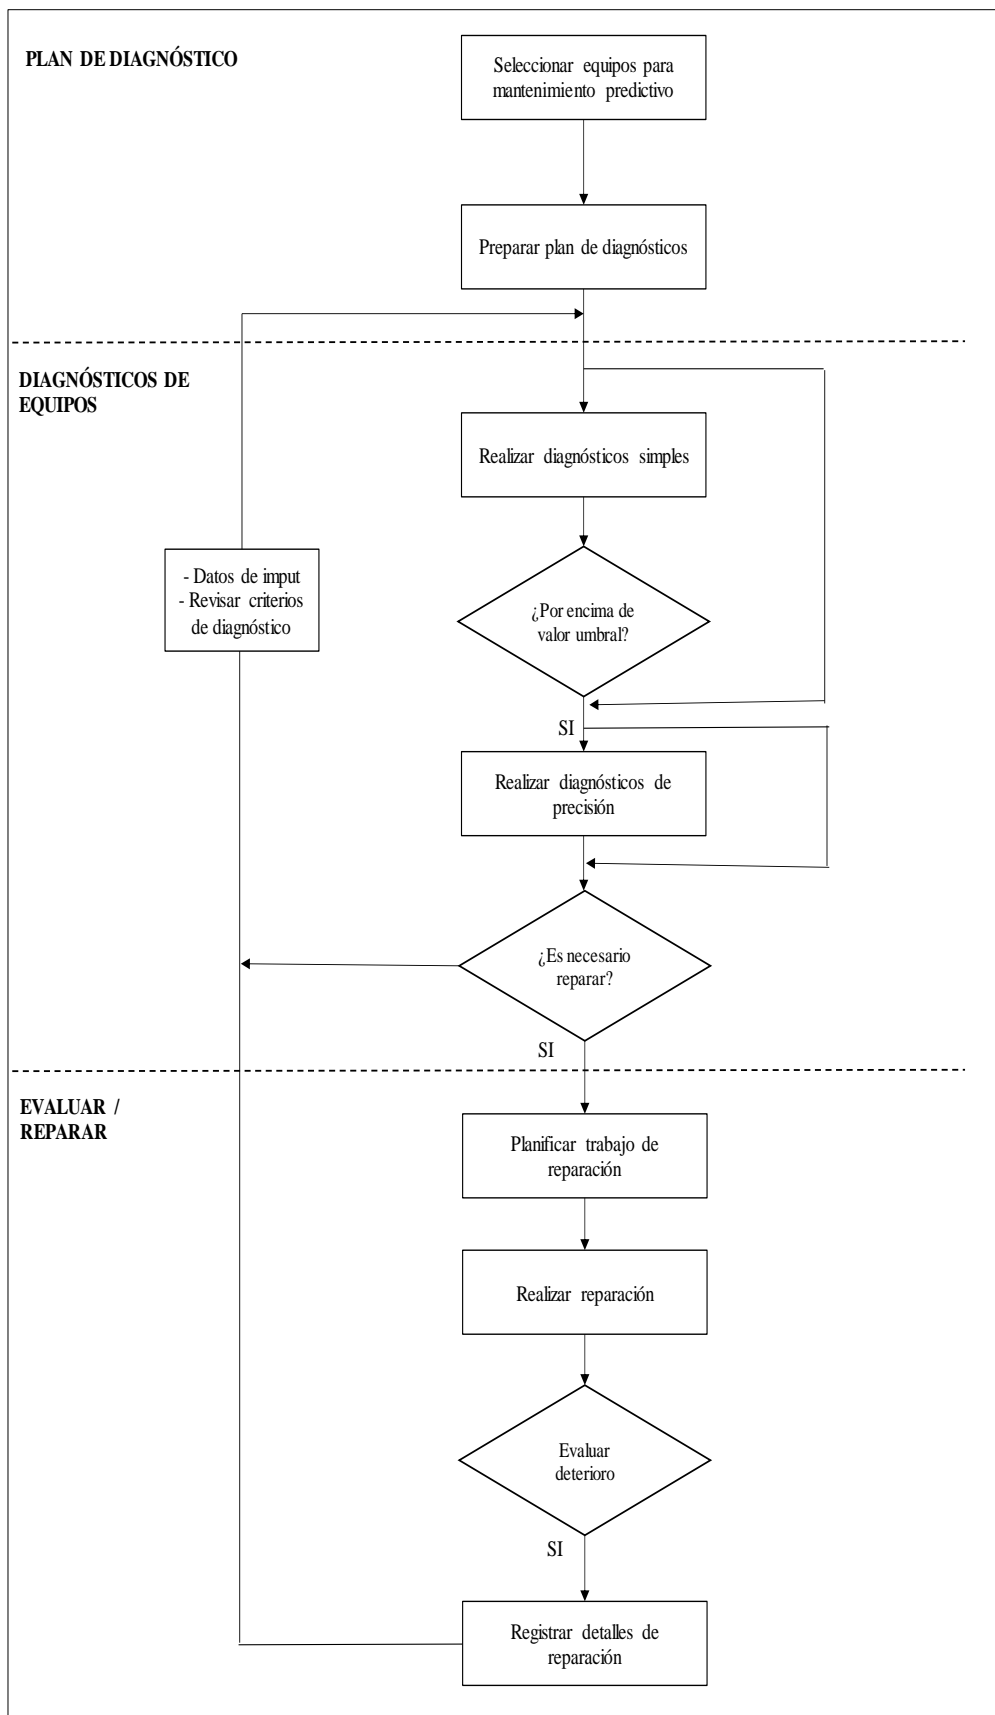 PLAN DE DIAGNÓSTICO
Seleccionar equipos para
mantenimiento predictivo
Preparar plan de diagnósticos
DIAGNÓSTICOS DE
EQUIPOS
Realizar diagnósticos simples
- Datos de imput
- Revisar criterios
de diagnóstico
¿Por encima de
valor umbral?
SI
Realizar diagnósticos de
precisión
¿Es necesario
reparar?
SI
EVALUAR /
REPARAR
Planificar trabajo de
reparación
Realizar reparación
Evaluar
deterioro
SI
Registrar detalles de
reparación